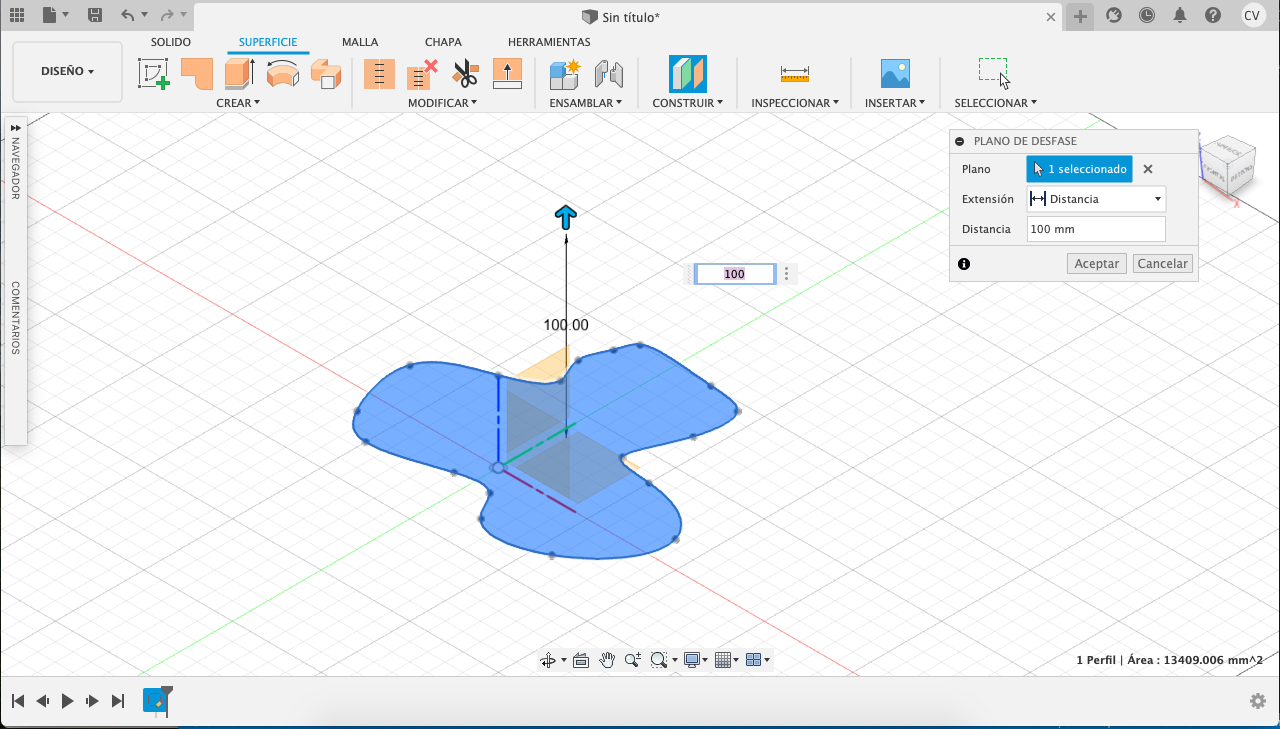 Sin título*
CV
DISEÑO
SOLIDO SUPERFICIE MALLA CHAPA HERRAMIENTAS
CREAR MODIFICAR ENSAMBLAR CONSTRUIR INSPECCIONAR INSERTAR SELECCIONAR
NAVEGADOR
COMENTARIOS
PLANO DE DESFASE
Plano 1 seleccionado
Extensión Distancia
Distancia 100 mm
Aceptar Cancelar
X
100
100.00
1 Perfil | Área : 13409.006 mm^2